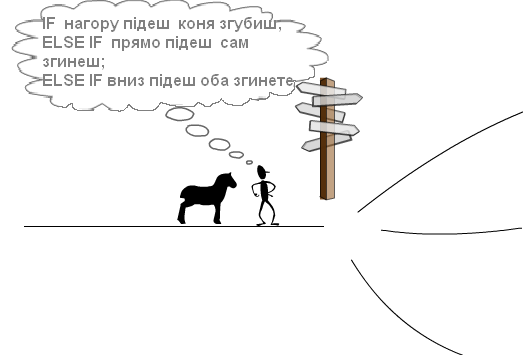 IF нагору підеш коня згубиш;
ELSE IF прямо підеш сам
згинеш;
ELSE IF вниз підеш оба згинете,